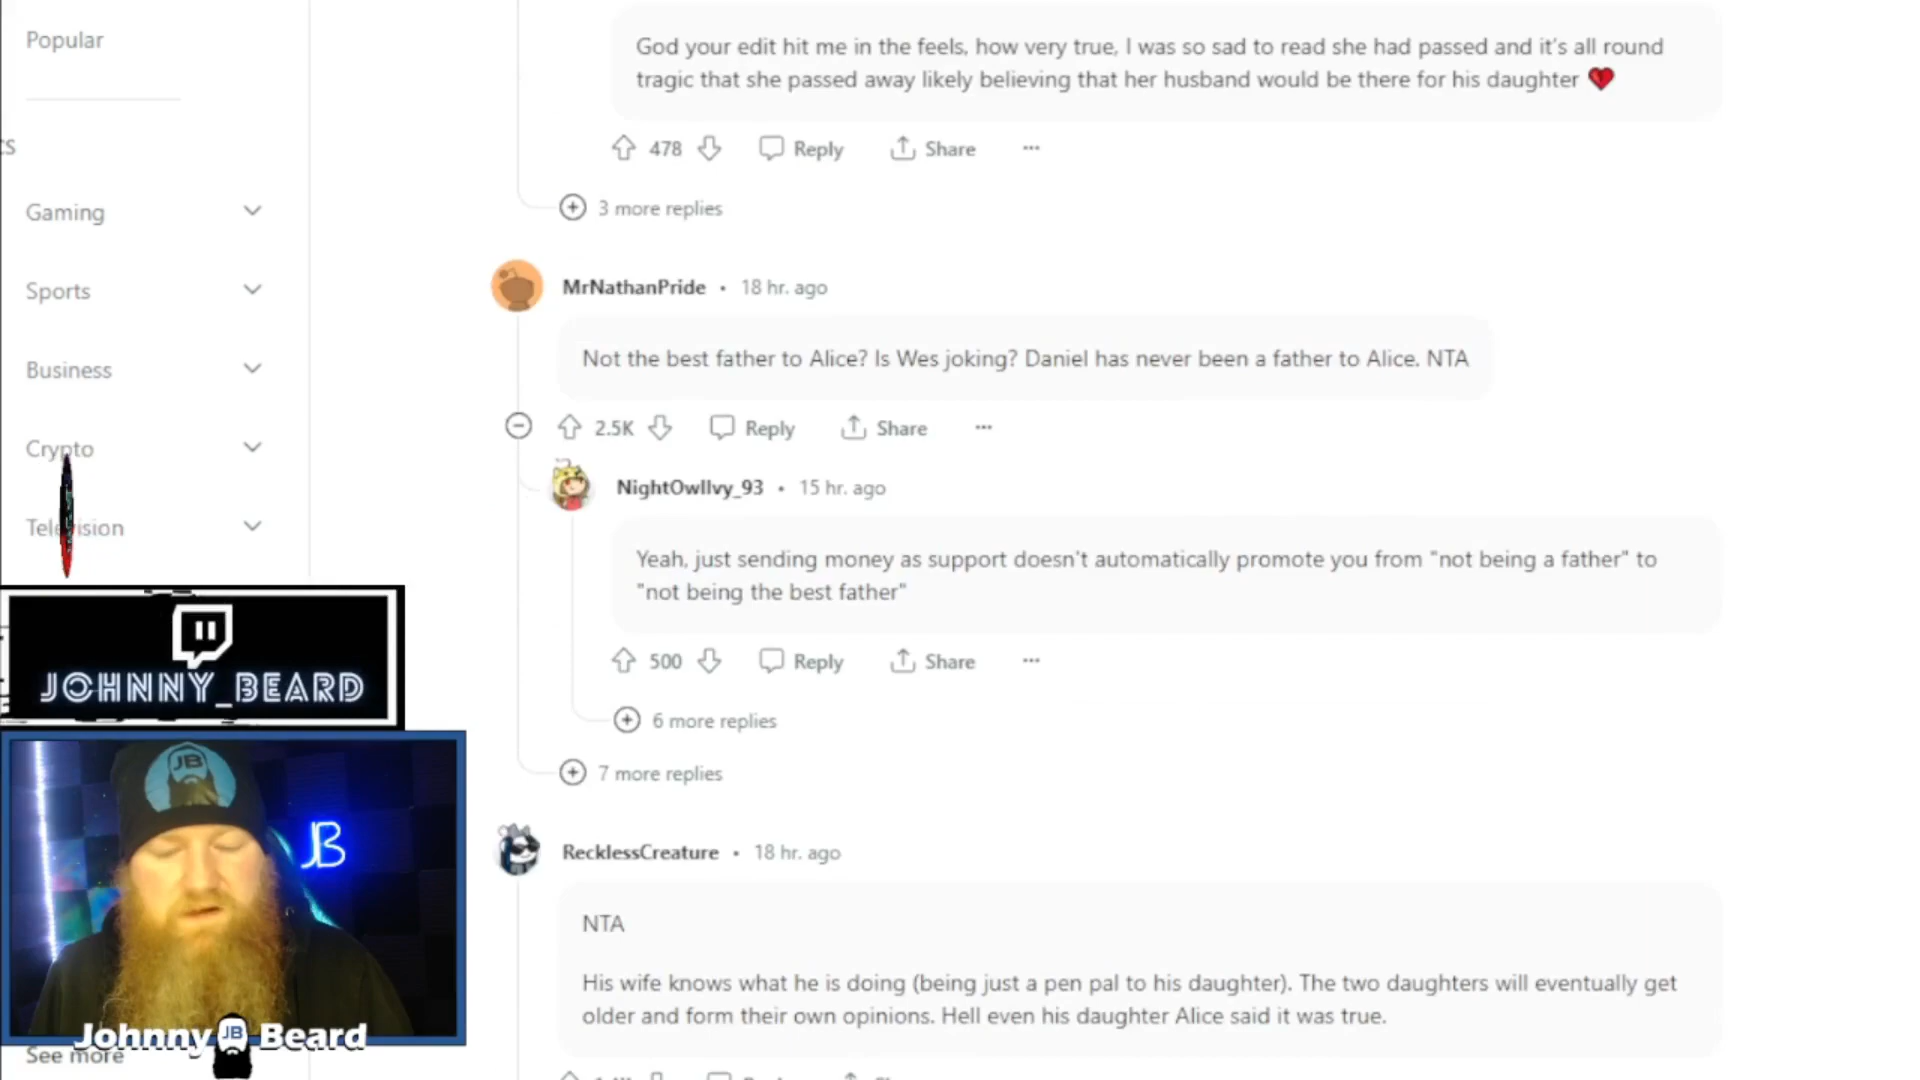 Popular
God your edit hit me in the feels, how very true, I was so sad to read she had passed and it's all round
tragic that she passed away likely believing that her husband would be there for his daughter
cs
478 Reply Share
Gaming
3 more replies
Sports
MrNathanPride • 18 hr. ago
Business
Not the best father to Alice? Is Wes joking? Daniel has never been a father to Alice. NTA
Crypto
2.5K Reply Share
Television
NightOwlIvy_93 • 15 hr. ago
Yeah, just sending money as support doesn't automatically promote you from "not being a father" to
"not being the best father"
500 Reply Share
6 more replies
7 more replies
JOHNNY_BEARD
JB
JB
RecklessCreature • 18 hr. ago
NTA
His wife knows what he is doing (being just a pen pal to his daughter). The two daughters will eventually get
older and form their own opinions. Hell even his daughter Alice said it was true.
Johnny JB Beard
See more